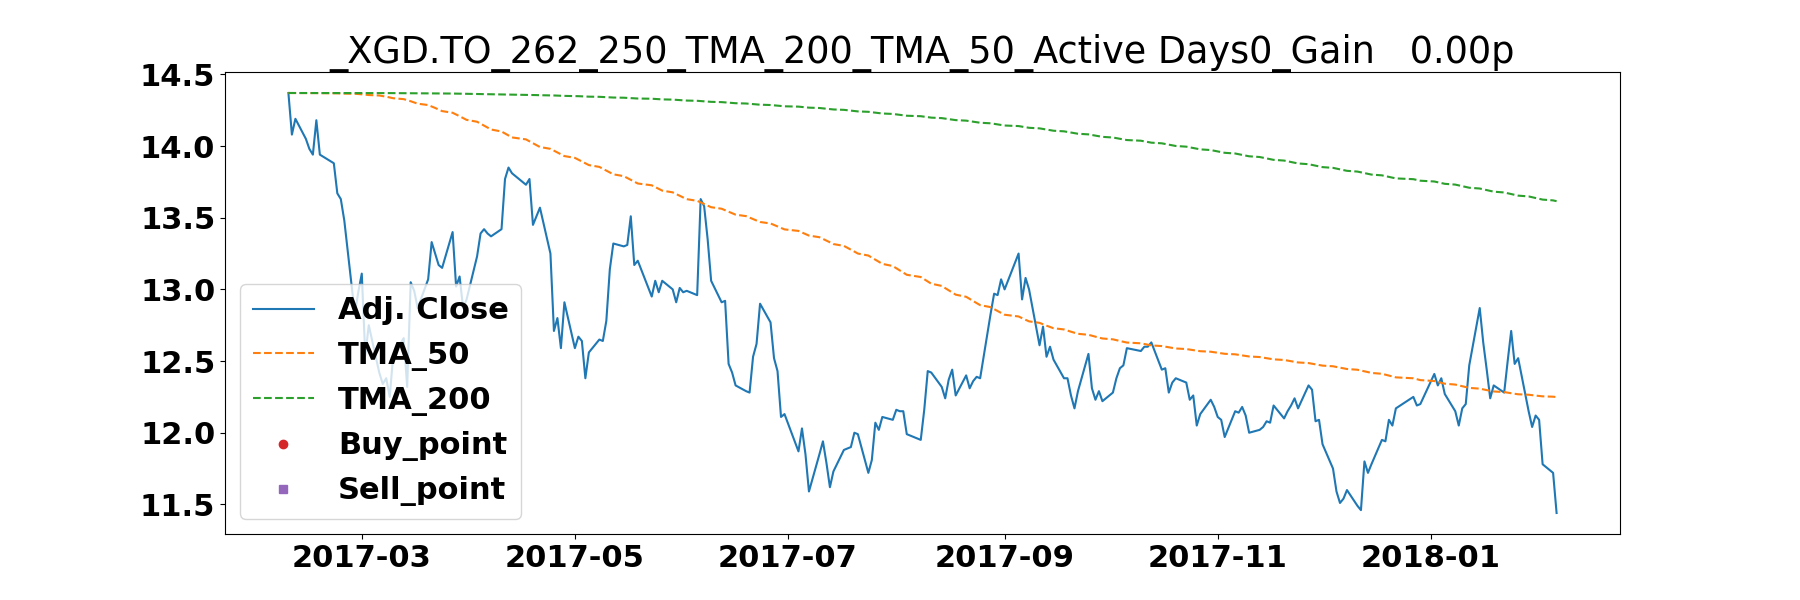 _XGD.TO_262_250_TMA_200_TMA_50_Active Days0_Gain   0.00p
14.5
14.0
13.5
13.0
12.5
12.0
11.5
Adj. Close
TMA_50
TMA_200
Buy_point
Sell_point
2017-03 2017-05 2017-07 2017-09 2017-11 2018-01